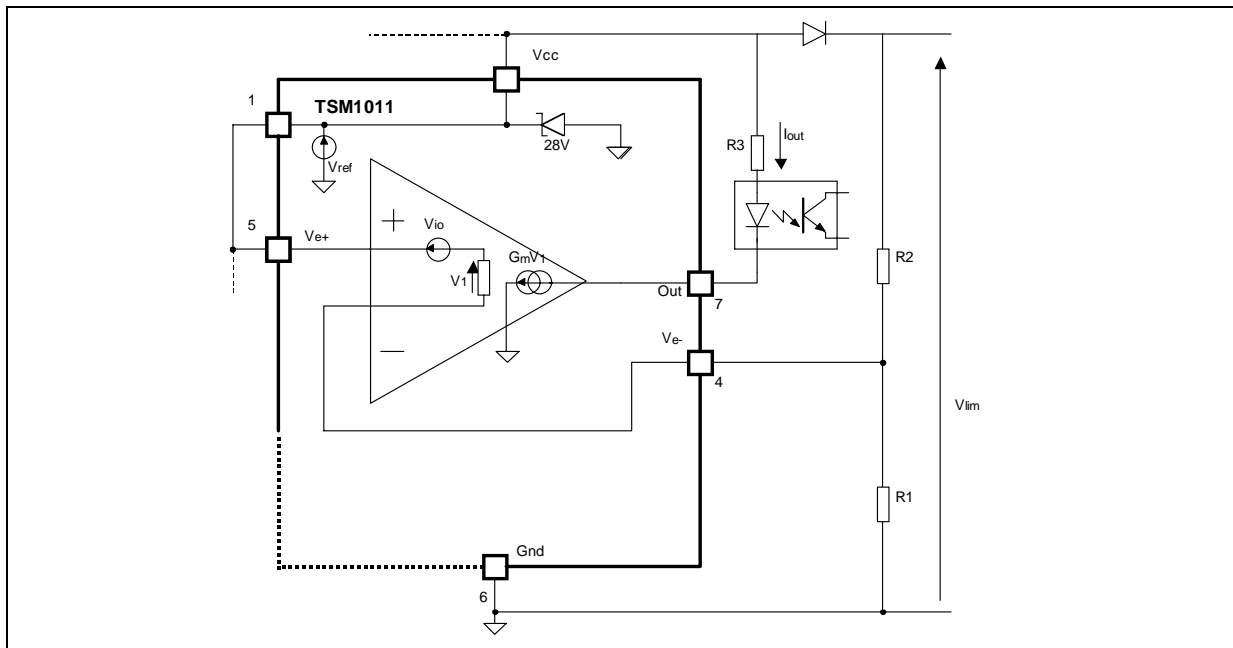 Vcc
1
TSM1011
28V
Vref
R3
Iout
5
Ve+
+
Vio
V1
GmV1
R2
Out
7
Ve-
—
4
Vlim
R1
Gnd
6